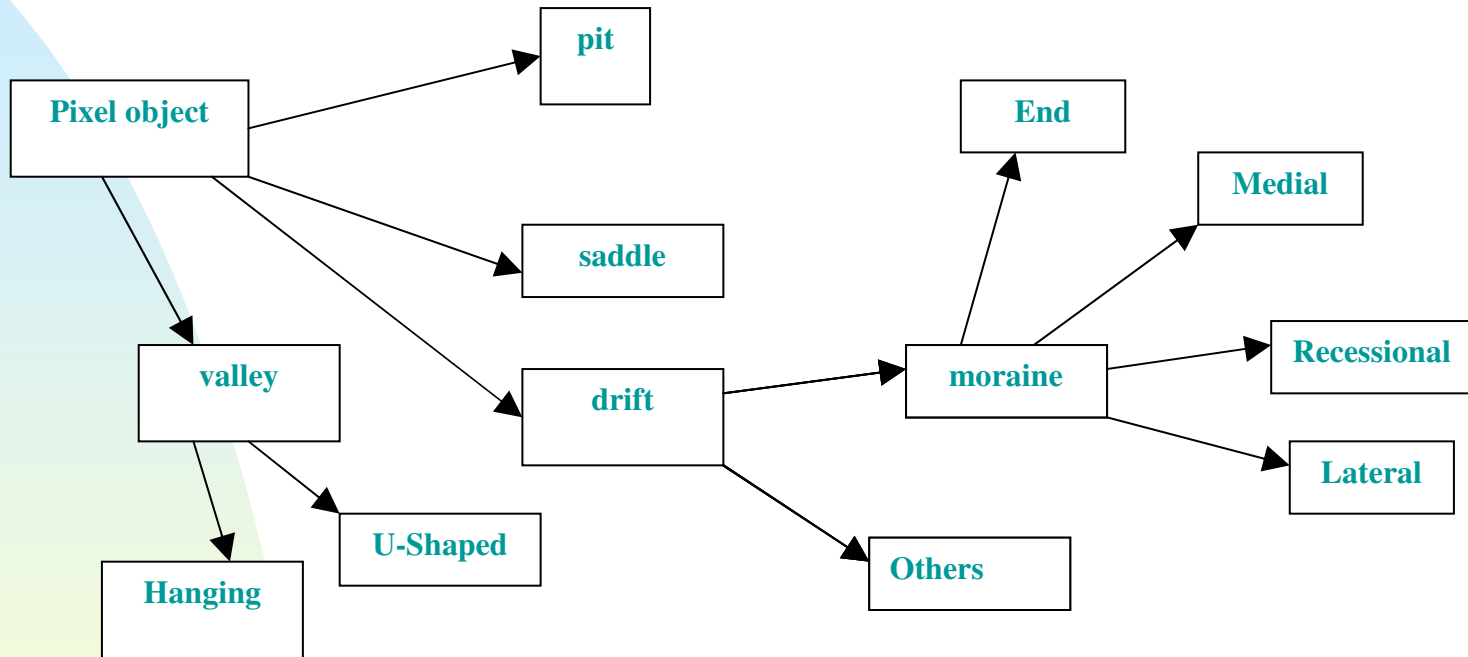 pit
Pixel object
End
Medial
saddle
Recessional
valley
moraine
drift
Lateral
U-Shaped
Others
Hanging